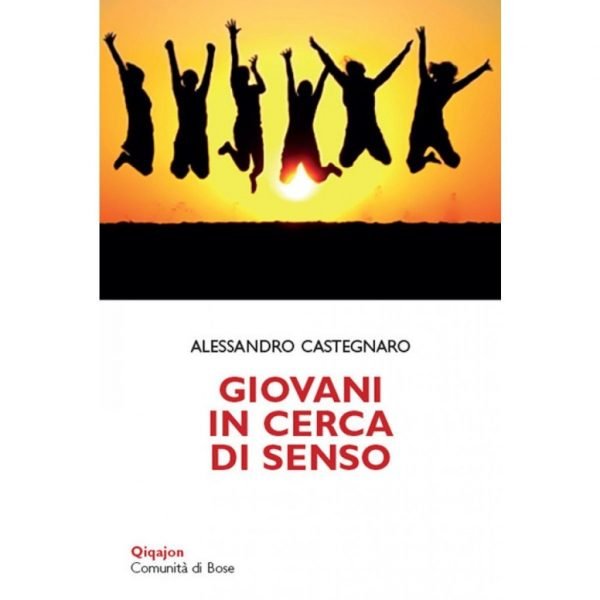 ALESSANDRO CASTEGNARO
GIOVANI
IN CERCA
DI SENSO
Qiqajon
Comunità di Bose